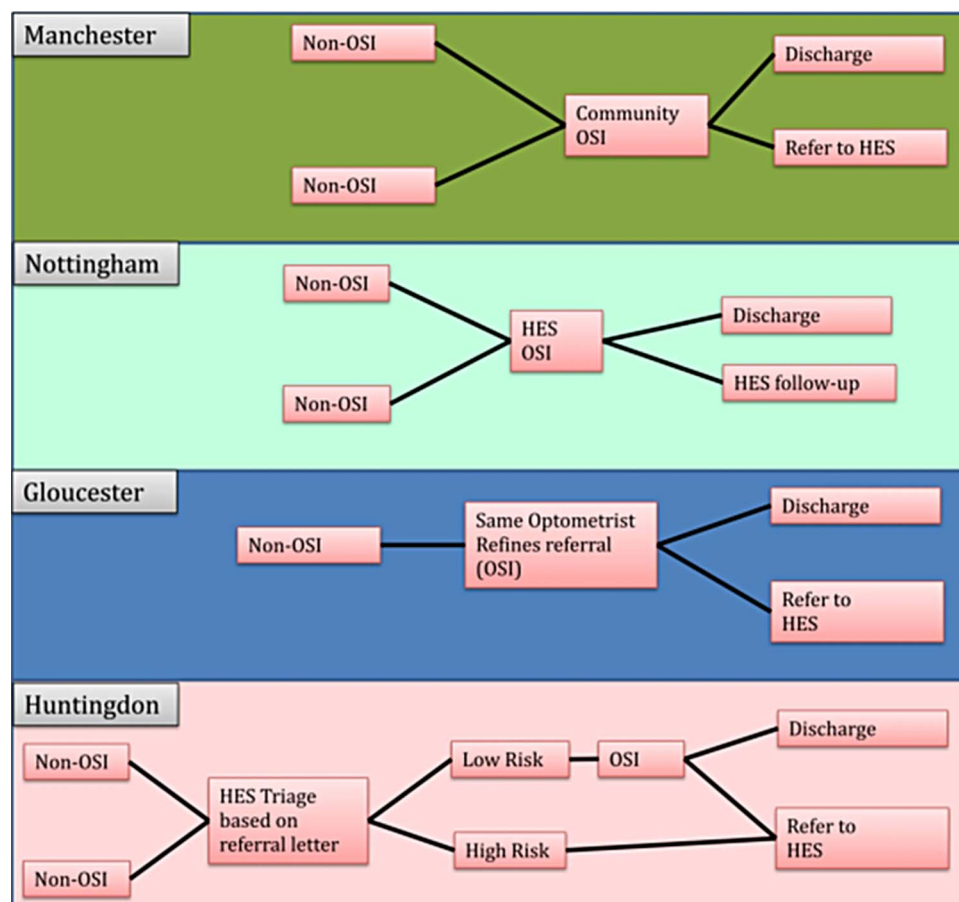 Manchester
Non-OSI
Non-OSI
Community
OSI
Discharge
Refer to HES
Nottingham
Non-OSI
Non-OSI
HES
OSI
Discharge
HES follow-up
Gloucester
Non-OSI
Same Optometrist
Refines referral
(OSI)
Discharge
Refer to
HES
Huntingdon
Non-OSI
Non-OSI
HES Triage
based on
referral letter
Low Risk
OSI
High Risk
Discharge
Refer to
HES